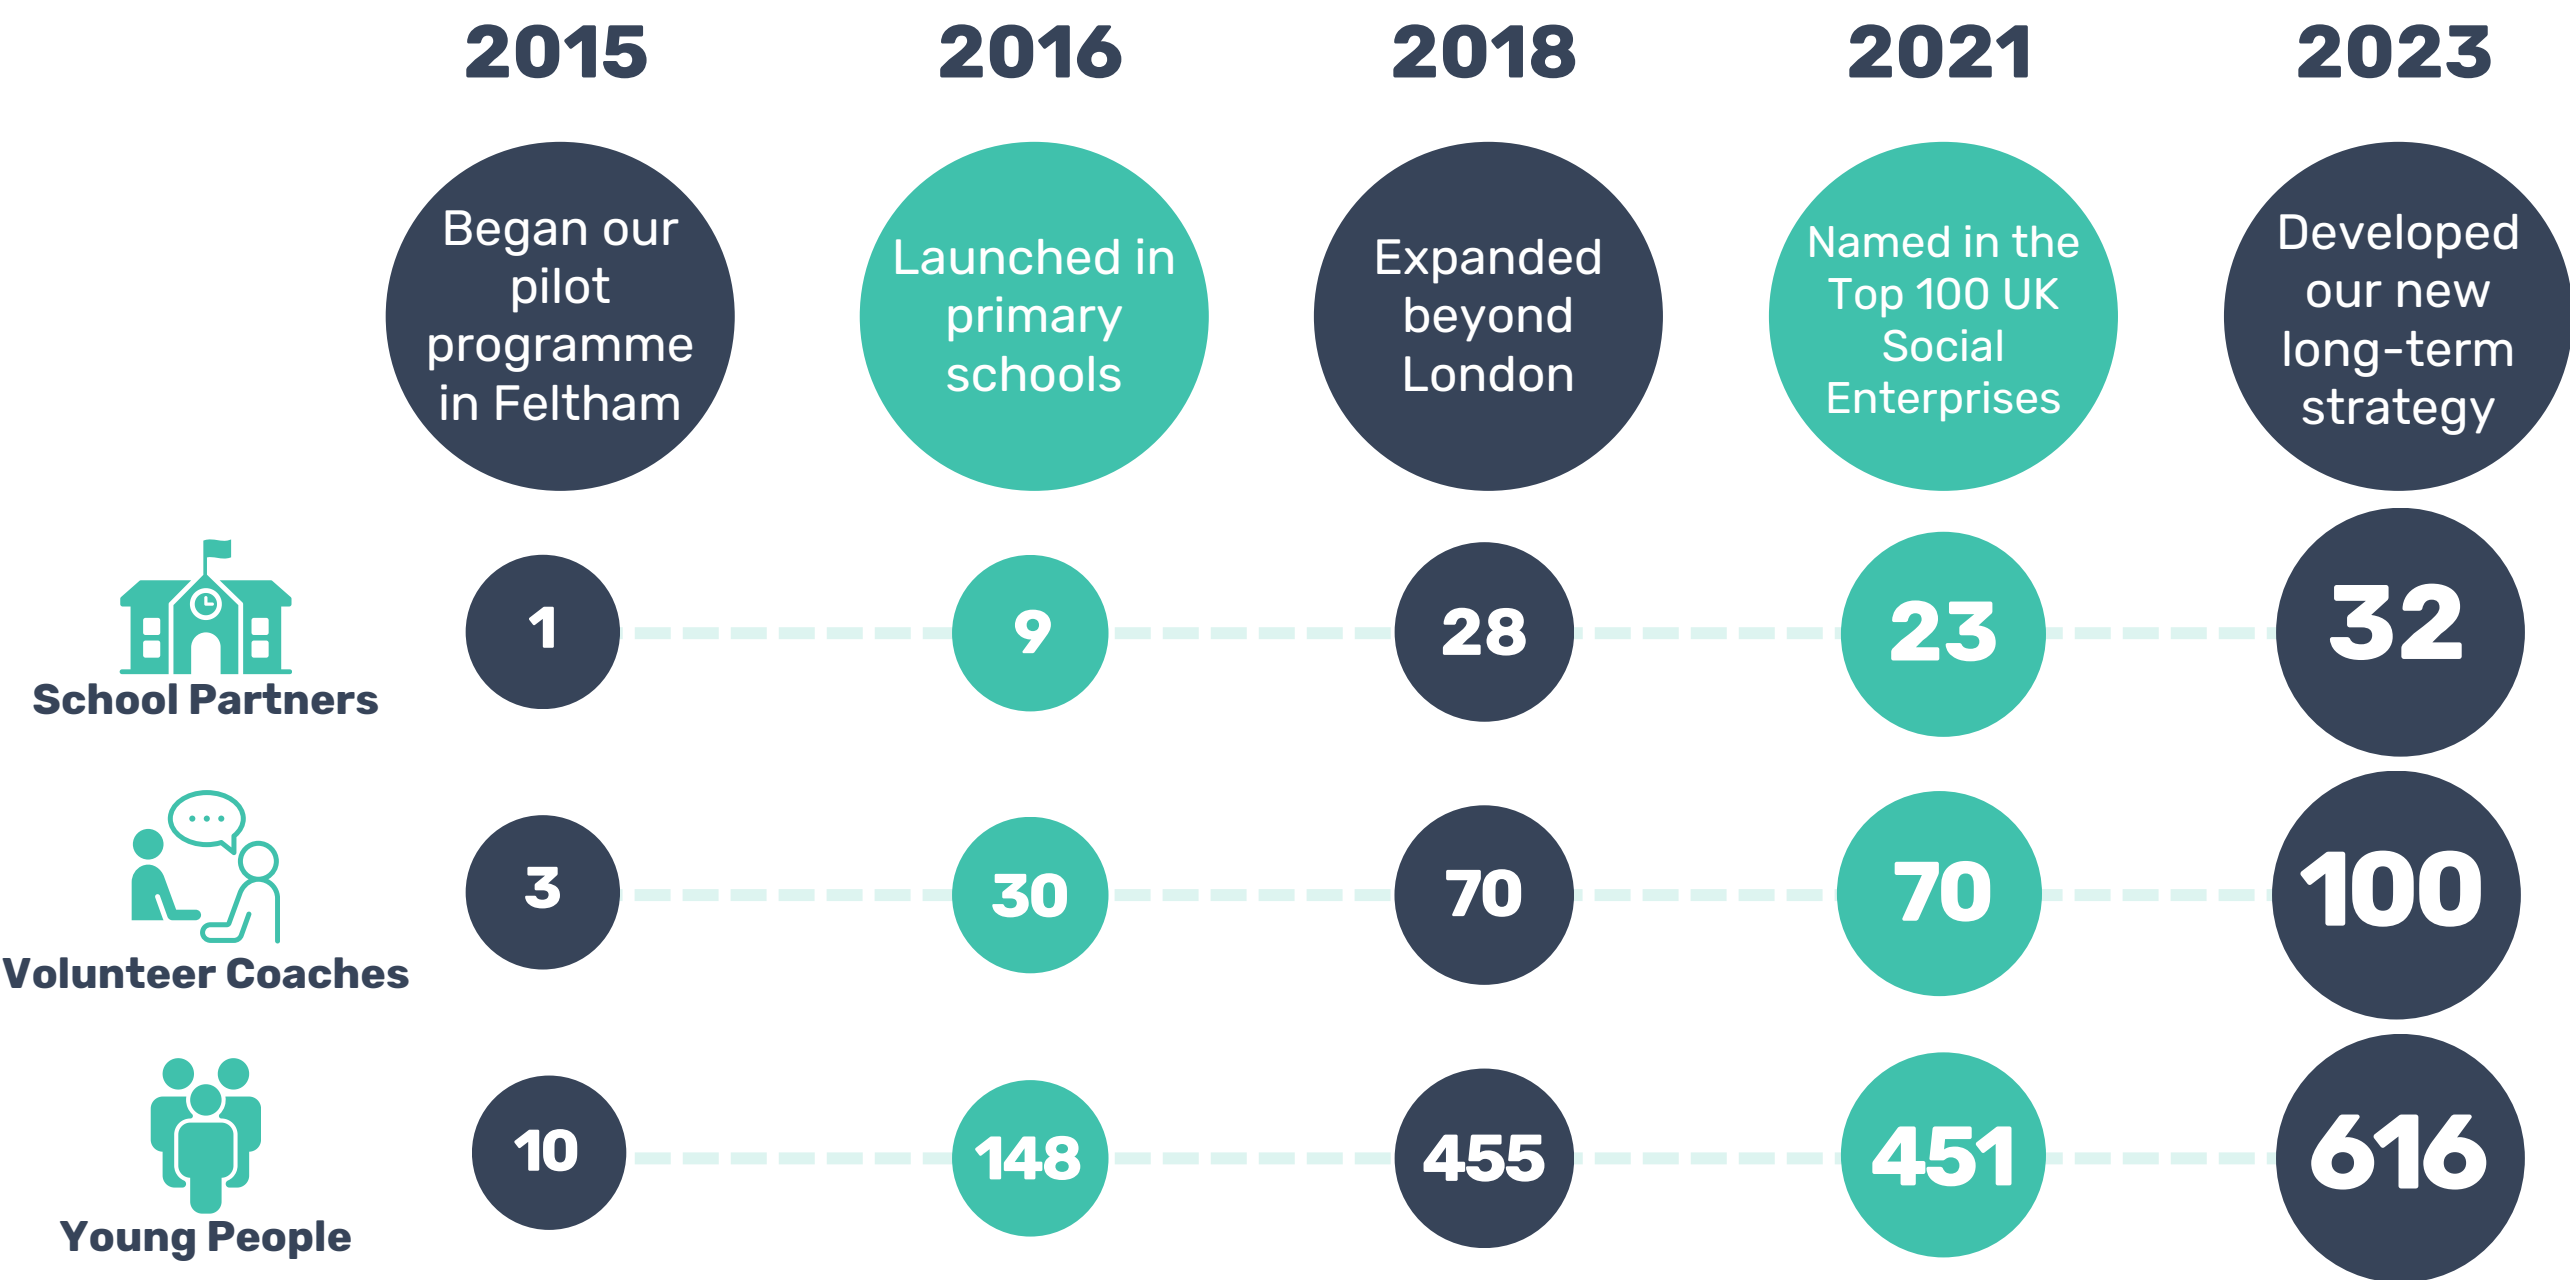 2015 2016 2018 2021 2023
Began our
pilot
programme
in Feltham
Launched in
primary
schools
Expanded
beyond
London
Named in the
Top 100 UK
Social
Enterprises
Developed
our new
long-term
strategy
School Partners
1 9 28 23 32
Volunteer Coaches
3 30 70 70 100
Young People
10 148 455 451 616